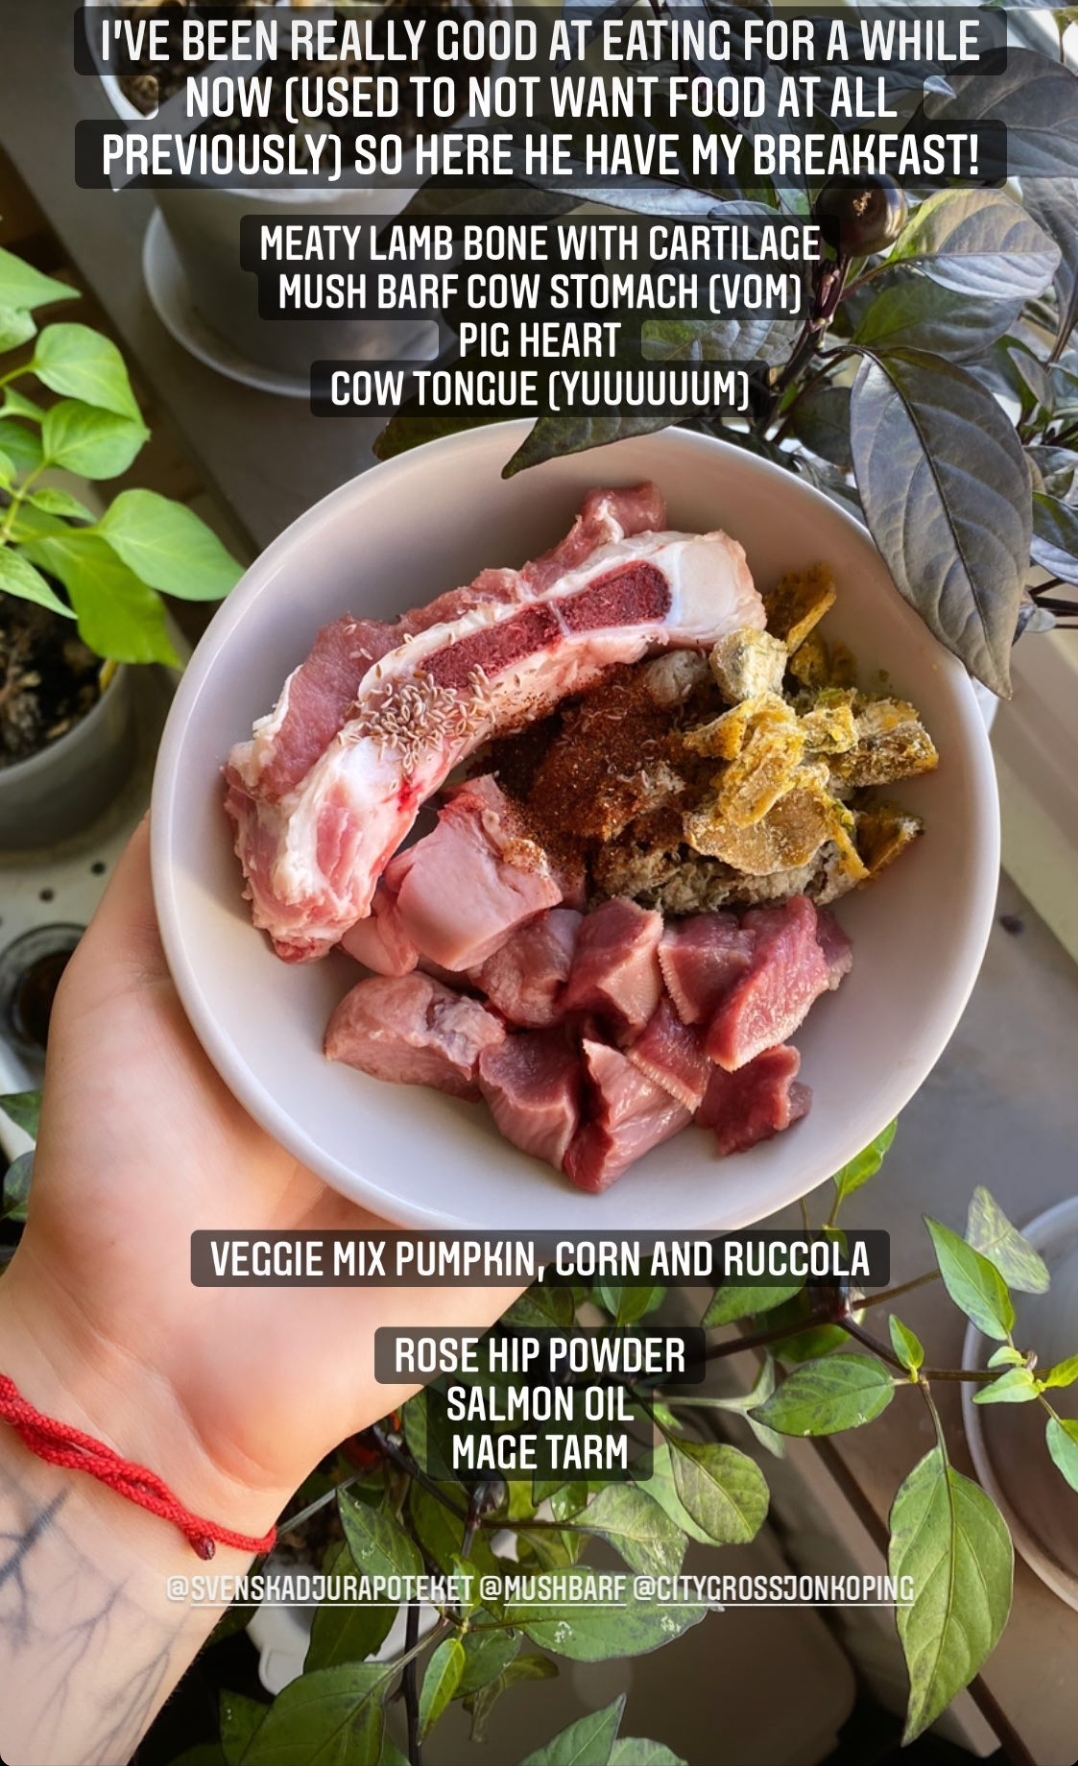 I'VE BEEN REALLY GOOD AT EATING FOR A WHILE
NOW (USED TO NOT WANT FOOD AT ALL
PREVIOUSLY) SO HERE HE HAVE MY BREAKFAST!
MEATY LAMB BONE WITH CARTILAGE
MUSH BARF COW STOMACH (VOM)
PIG HEART
COW TONGUE (YUUUUUUM)
VEGGIE MIX PUMPKIN, CORN AND RUCCOLA
ROSE HIP POWDER
SALMON OIL
MAGE TARM
@SVENSKADJURAPOTEKET @MUSHBARF @CITYGROSSJONKOPING